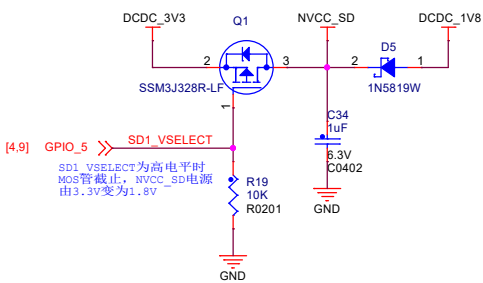 DCDC_3V3
Q1
NVCC_SD
DCDC_1V8
2
3
D5
2
1
SSM3J328R-LF
1N5819W
1
C34
1uF
[4,9] GPIO_5
SD1_VSELECT
6.3V
C0402
SD1_VSELECT为高电平时
MOS管截止，NVCC_SD电源
由3.3V变为1.8V
R19
10K
R0201
GND
GND